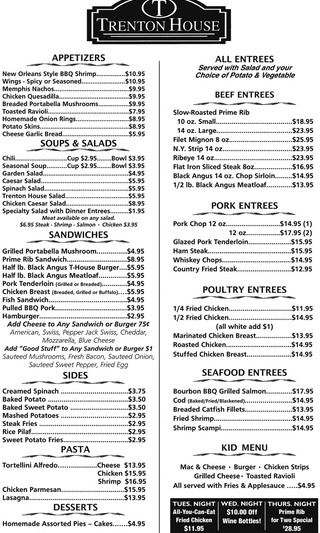 T
TRENTON HOUSE
APPETIZERS
New Orleans Style BBQ Shrimp..............$10.95
Wings - Spicy or Seasoned..................$10.95
Memphis Nachos...............................$9.95
Chicken Quesadilla............................$9.95
Breaded Portabella Mushrooms............$9.95
Toasted Ravioli.................................$7.95
Homemade Onion Rings.....................$8.95
Potato Skins....................................$8.95
Cheese Garlic Bread..........................$5.95
SOUPS & SALADS
Chili......................Cup $2.95......Bowl $3.95
Seasonal Soup.........Cup $2.95...Bowl $3.95
Garden Salad...................................$4.95
Caesar Salad....................................$5.95
Spinach Salad..................................$5.95
Trenton House Salad.........................$5.95
Chicken Caesar Salad........................$8.95
Specialty Salad with Dinner Entrees.......$1.95
Meat available on any salad.
$6.95 Steak - Shrimp - Salmon - Chicken $3.95
SANDWICHES
Grilled Portabella Mushroom...............$4.95
Prime Rib Sandwich..........................$8.95
Half lb. Black Angus T-House Burger....$5.95
Half lb. Black Angus Meatloaf..............$5.95
Pork Tenderloin (Grilled or Breaded)...........$4.95
Chicken Breast (Breaded, Grilled or Buffalo)....$5.95
Fish Sandwich..................................$4.95
Pulled BBQ Pork...............................$3.95
Hamburger......................................$2.95
Add Cheese to Any Sandwich or Burger 75¢
American, Swiss, Pepper Jack Swiss, Cheddar,
Mozzarella, Blue Cheese
Add “Good Stuff” to Any Sandwich or Burger $1
Sauteed Mushrooms, Fresh Bacon, Sauteed Onion,
Sauteed Sweet Pepper, Fried Egg
SIDES
Creamed Spinach .............................$3.75
Baked Potato ..................................$3.50
Baked Sweet Potato .........................$3.50
Mashed Potatoes .............................$2.95
Steak Fries .....................................$2.95
Rice Pilaf........................................$2.95
Sweet Potato Fries...........................$2.95
PASTA
Tortellini Alfredo..................Cheese $13.95
Chicken $15.95
Shrimp $16.95
Chicken Parmesan...........................$15.95
Lasagna.........................................$13.95
DESSERTS
Homemade Assorted Pies – Cakes.......$4.95
ALL ENTREES
Served with Salad and your
Choice of Potato & Vegetable
BEEF ENTREES
Slow-Roasted Prime Rib
10 oz. Small...................................$18.95
14 oz. Large...................................$23.95
Filet Mignon 8 oz.............................$25.95
N.Y. Strip 14 oz...............................$23.95
Ribeye 14 oz...................................$23.95
Flat Iron Sliced Steak 8oz..................$16.95
Black Angus 14 oz. Chop Sirloin..........$14.95
1/2 lb. Black Angus Meatloaf..............$13.95
PORK ENTREES
Pork Chop 12 oz.......................$14.95 (1)
12 oz.......................$17.95 (2)
Glazed Pork Tenderloin.....................$15.95
Ham Steak......................................$15.95
Whiskey Chops................................$14.95
Country Fried Steak..........................$12.95
POULTRY ENTREES
1/4 Fried Chicken.............................$11.95
1/2 Fried Chicken.............................$14.95
(all white add $1)
Marinated Chicken Breast..................$13.95
Roasted Chicken..............................$14.95
Stuffed Chicken Breast......................$14.95
SEAFOOD ENTREES
Bourbon BBQ Grilled Salmon..............$17.95
Cod (Baked/Fried/Blackened)..................$14.95
Breaded Catfish Fillets......................$13.95
Fried Shrimp...................................$14.95
Shrimp Scampi................................$14.95
KID MENU
Mac & Cheese • Burger • Chicken Strips
Grilled Cheese • Toasted Ravioli
All served with Fries & Applesauce .....$4.95
TUES. NIGHT
All-You-Can-Eat
Fried Chicken
$11.95
WED. NIGHT
$10.00 Off
Wine Bottles!
THURS. NIGHT
Prime Rib
for Two Special
$28.95